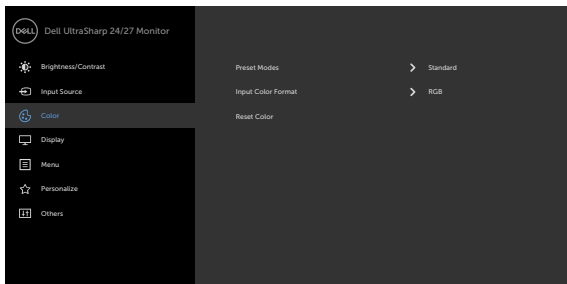 DELL Dell UltraSharp 24/27 Monitor
Brightness/Contrast
Preset Modes Standard
Input Source
Input Color Format RGB
Color
Reset Color
Display
Menu
Personalize
Others